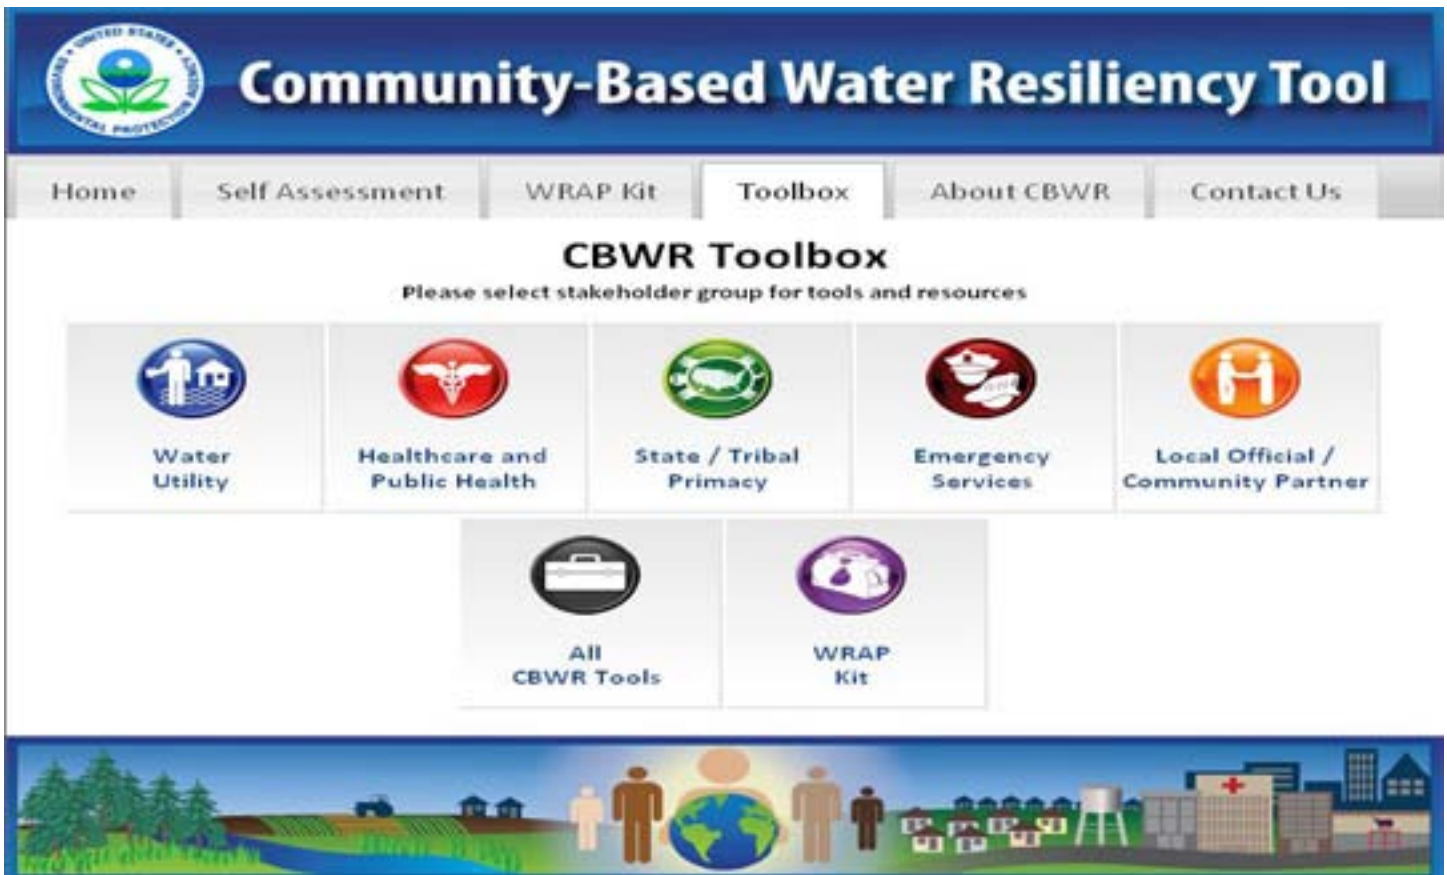 UNITED STATES
Community-Based Water Resiliency Tool
Home Self Assessment WRAP Kit Toolbox About CBWR Contact Us
CBWR Toolbox
Please select stakeholder group for tools and resources
Water
Utility
Healthcare and
Public Health
State / Tribal
Primacy
Emergency
Services
Local Official /
Community Partner
All
CBWR Tools
WRAP
Kit